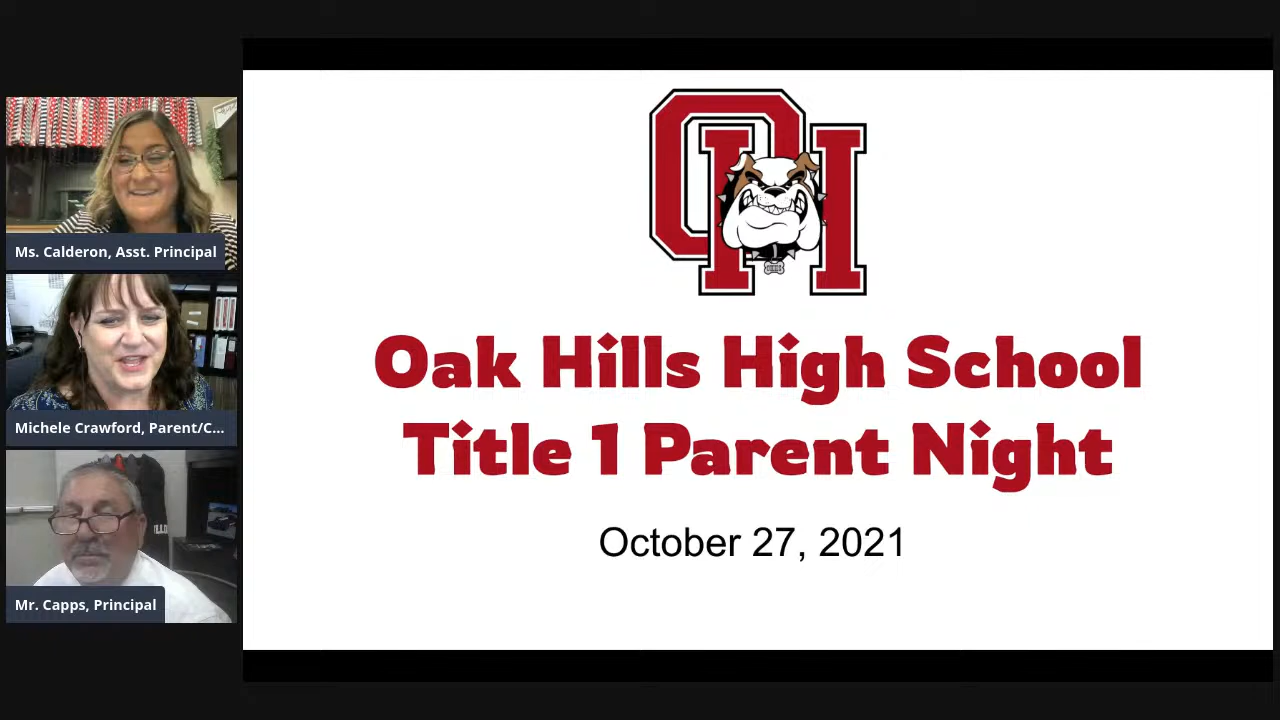 Ms. Calderon, Asst. Principal
Michele Crawford, Parent/C...
Mr. Capps, Principal
OH
Oak Hills High School
Title 1 Parent Night
October 27, 2021